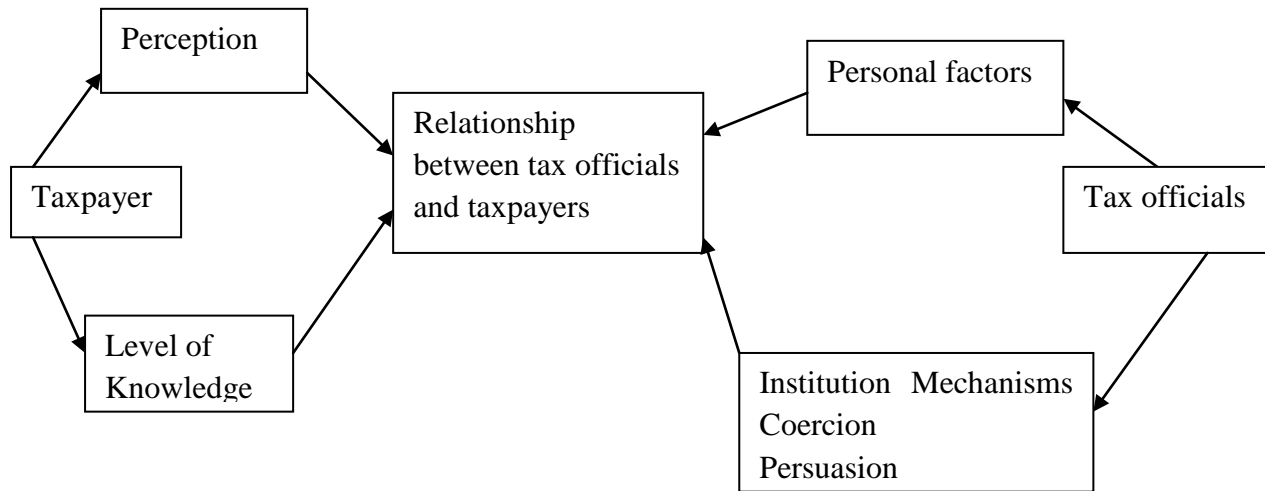 Perception
Personal factors
Relationship
between tax officials
and taxpayers
Taxpayer
Tax officials
Level of
Knowledge
Institution Mechanisms
Coercion
Persuasion